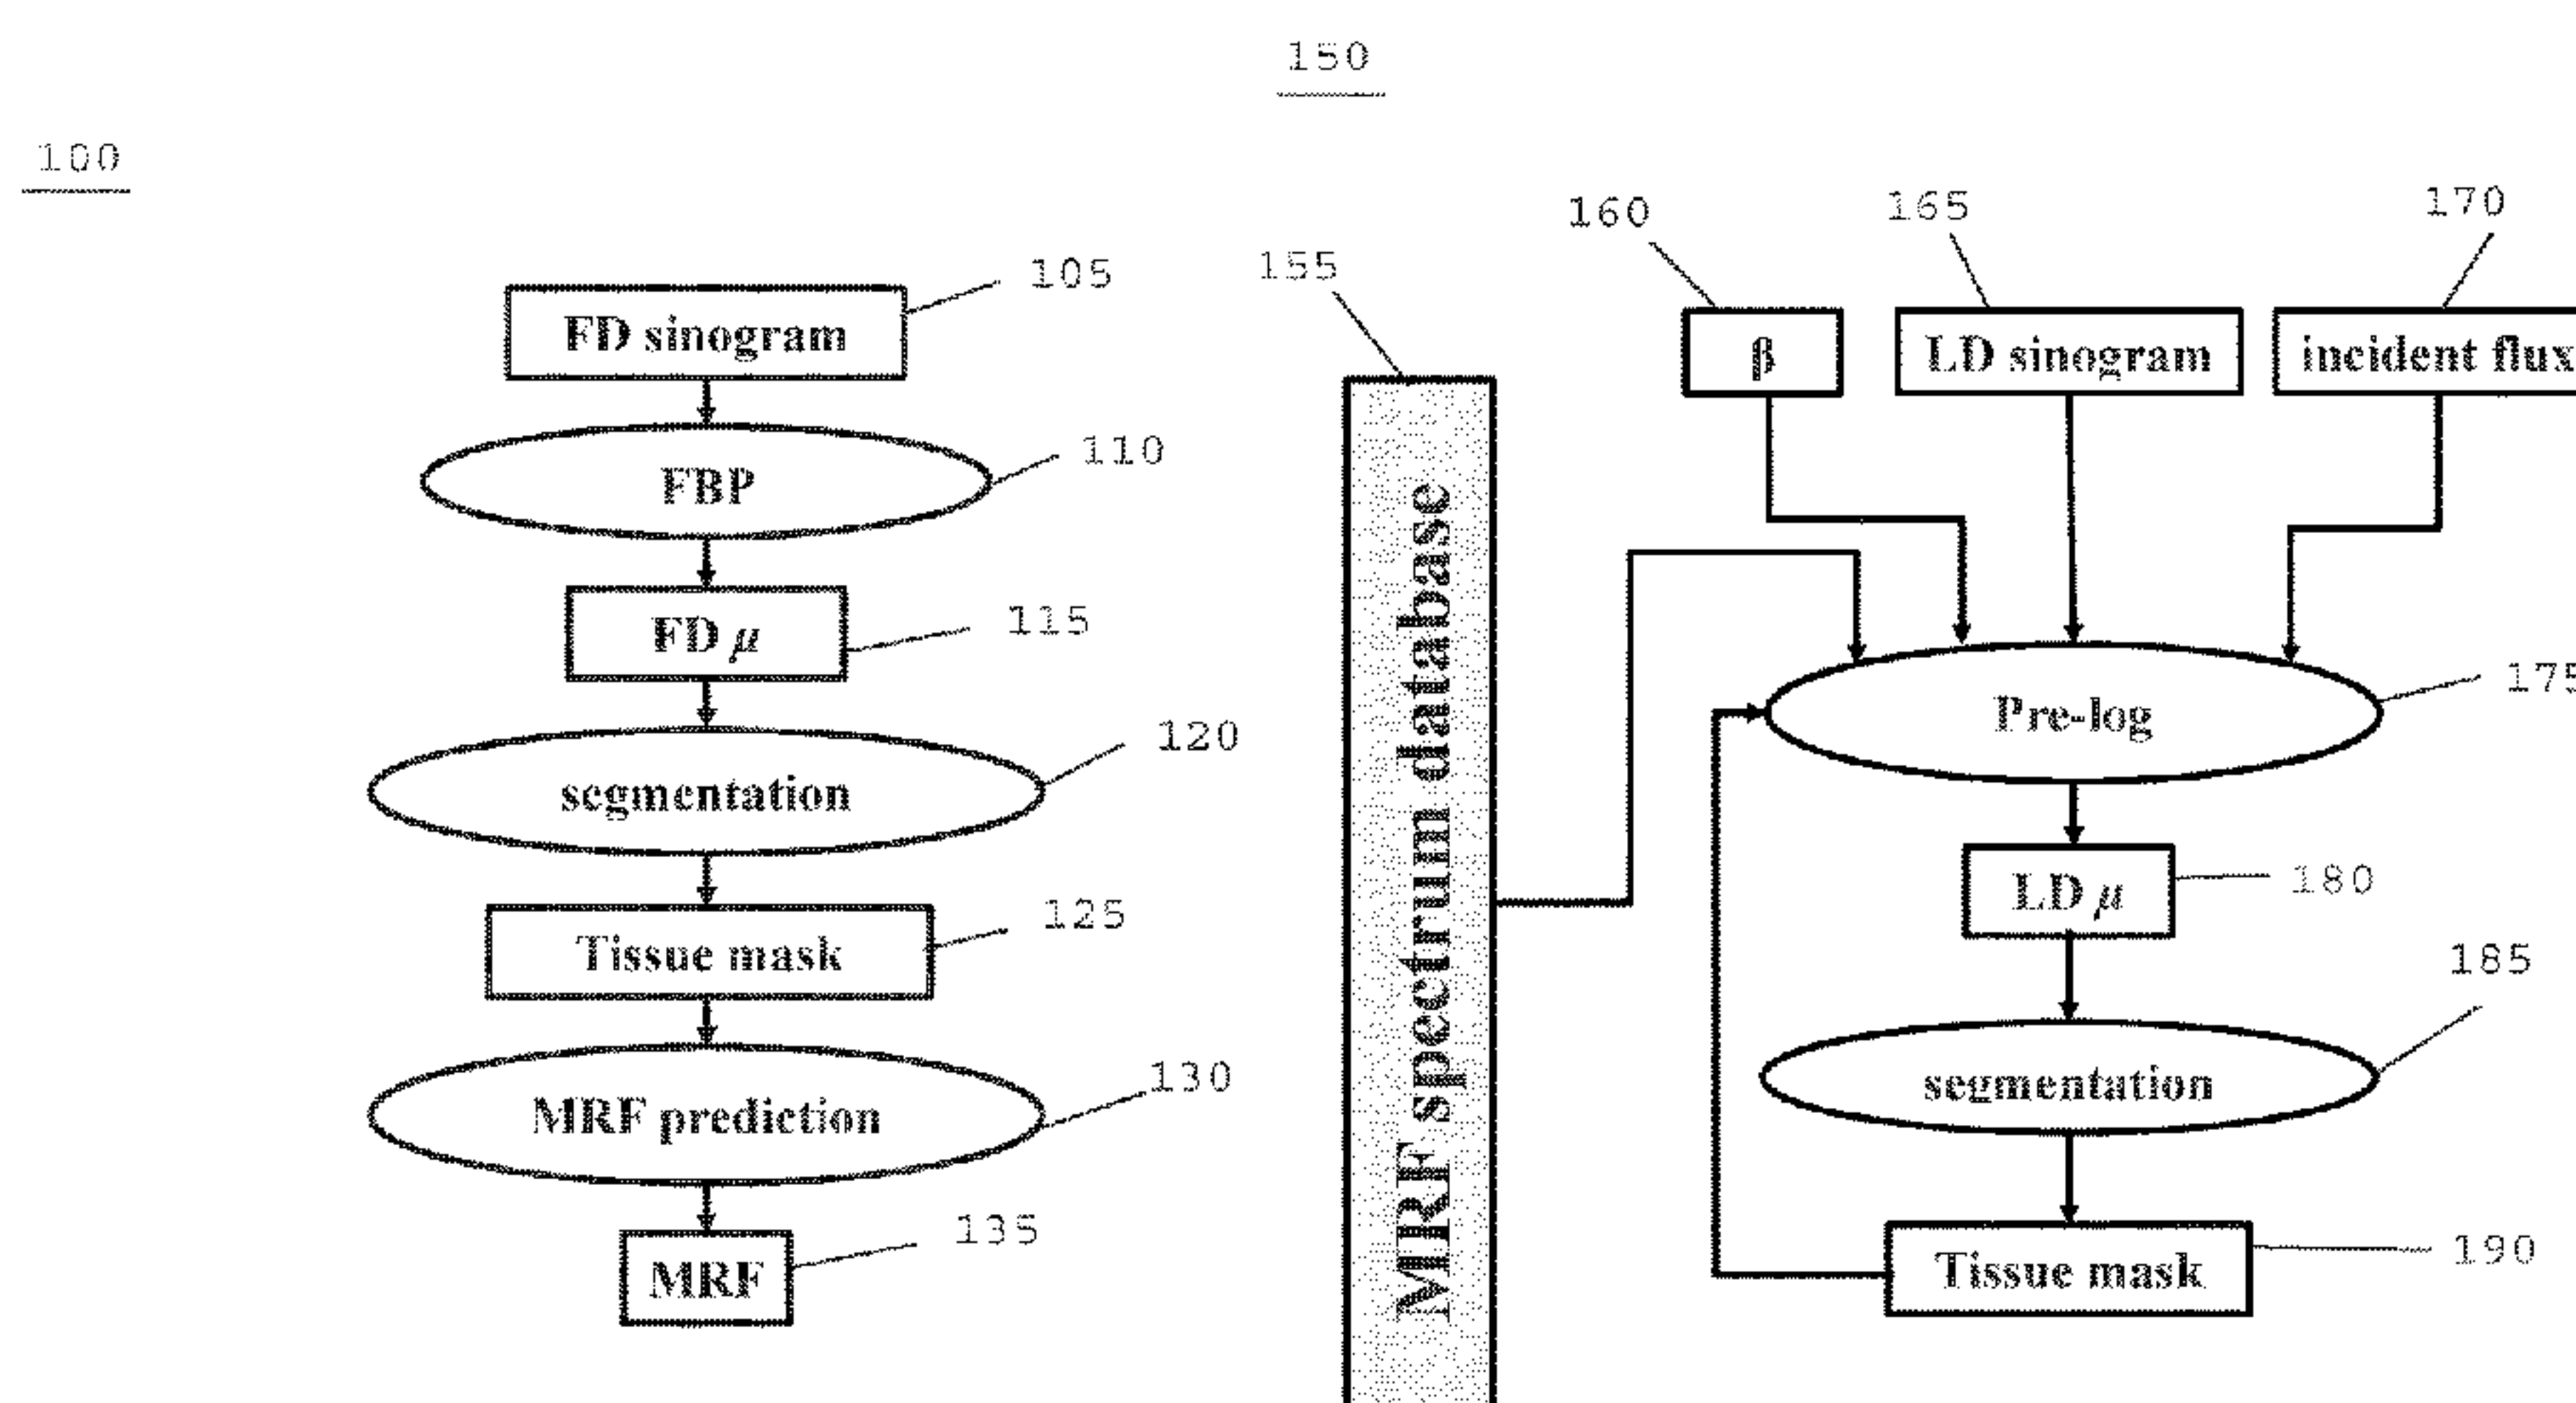 150
100
105
FD sinogram
110
FBP
115
FD μ
120
segmentation
125
Tissue mask
130
MRF prediction
135
MRF
155
MRF spectrum database
160
165
170
β
LD sinogram
incident flux
175
Pre-log
180
LD μ
185
segmentation
190
Tissue mask